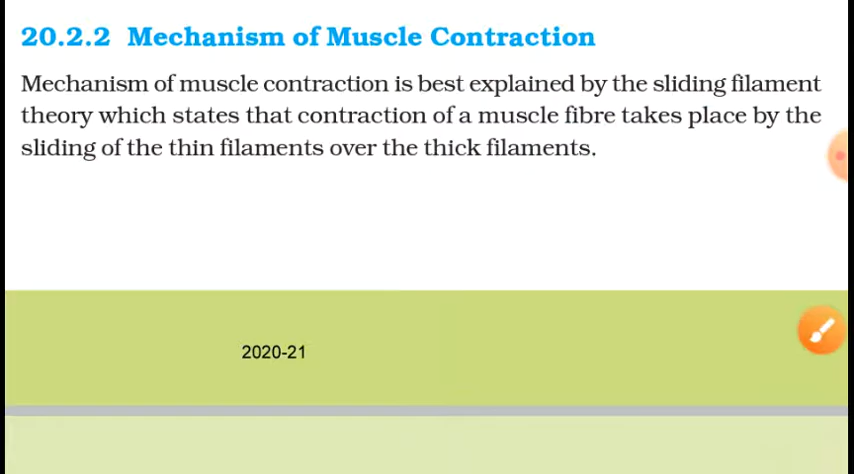 20.2.2 Mechanism of Muscle Contraction
Mechanism of muscle contraction is best explained by the sliding filament
theory which states that contraction of a muscle fibre takes place by the
sliding of the thin filaments over the thick filaments.
2020-21